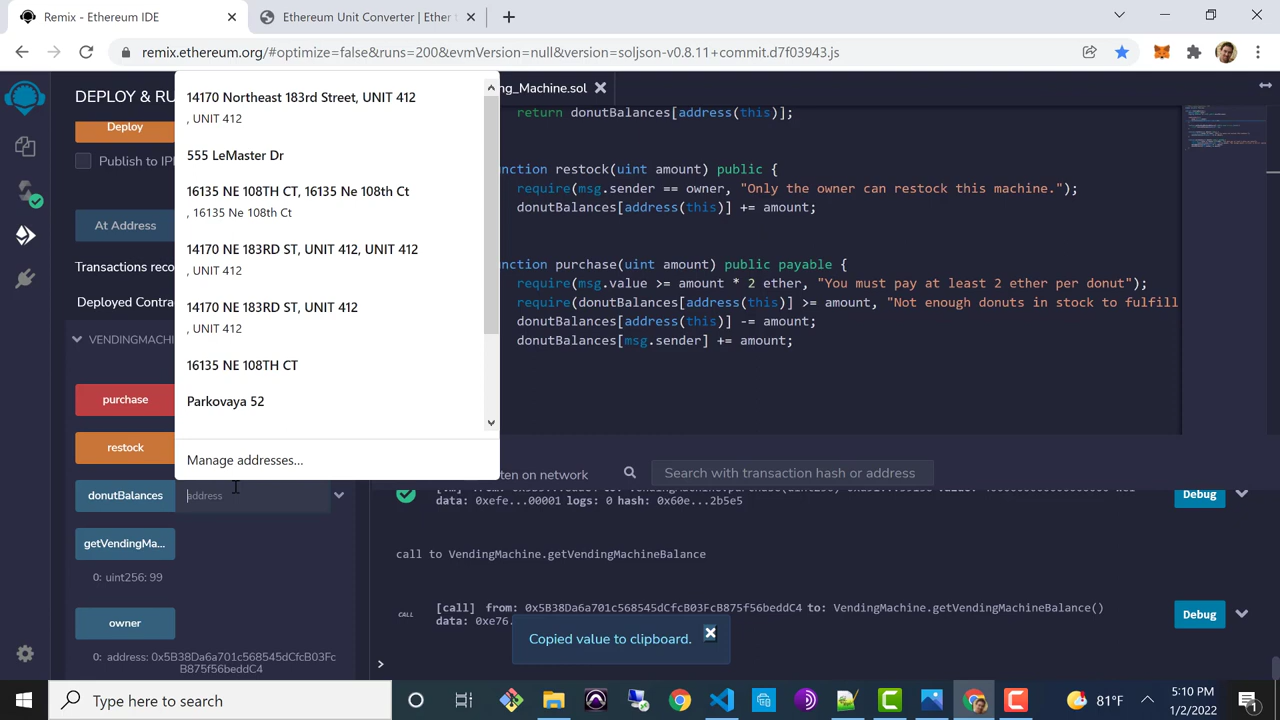 Remix - Ethereum IDE
Ethereum Unit Converter | Ether t
remix.ethereum.org/#optimize=false&runs=200&evmVersion=null&version=soljson-v0.8.11+commit.d7f03943.js
DEPLOY & RU
Deploy
Publish to IP
At Address
Transactions reco
Deployed Contra
VENDINGMACHI
purchase
restock
donutBalances
address
getVendingMa...
0: uint256: 99
owner
0: address: 0x5B38Da6a701c568545dCfcB03Fc
B875f56beddC4
14170 Northeast 183rd Street, UNIT 412
, UNIT 412
555 LeMaster Dr
16135 NE 108TH CT, 16135 Ne 108th Ct
, 16135 Ne 108th Ct
14170 NE 183RD ST, UNIT 412, UNIT 412
, UNIT 412
14170 NE 183RD ST, UNIT 412
, UNIT 412
16135 NE 108TH CT
Parkovaya 52
Manage addresses...
ng_Machine.sol
return donutBalances[address(this)];
nction restock(uint amount) public {
require(msg.sender == owner, "Only the owner can restock this machine.");
donutBalances[address(this)] += amount;
nction purchase(uint amount) public payable {
require(msg.value >= amount * 2 ether, "You must pay at least 2 ether per donut");
require(donutBalances[address(this)] >= amount, "Not enough donuts in stock to fulfill
donutBalances[address(this)] -= amount;
donutBalances[msg.sender] += amount;
ten on network
Search with transaction hash or address
data: 0xefe...00001 logs: 0 hash: 0x60e...2b5e5
Debug
call to VendingMachine.getVendingMachineBalance
CALL
[call] from: 0x5B38Da6a701c568545dCfcB03FcB875f56beddC4 to: VendingMachine.getVendingMachineBalance()
data: 0xe76.
Debug
Copied value to clipboard.
>
Type here to search
81°F
5:10 PM
1/2/2022
1